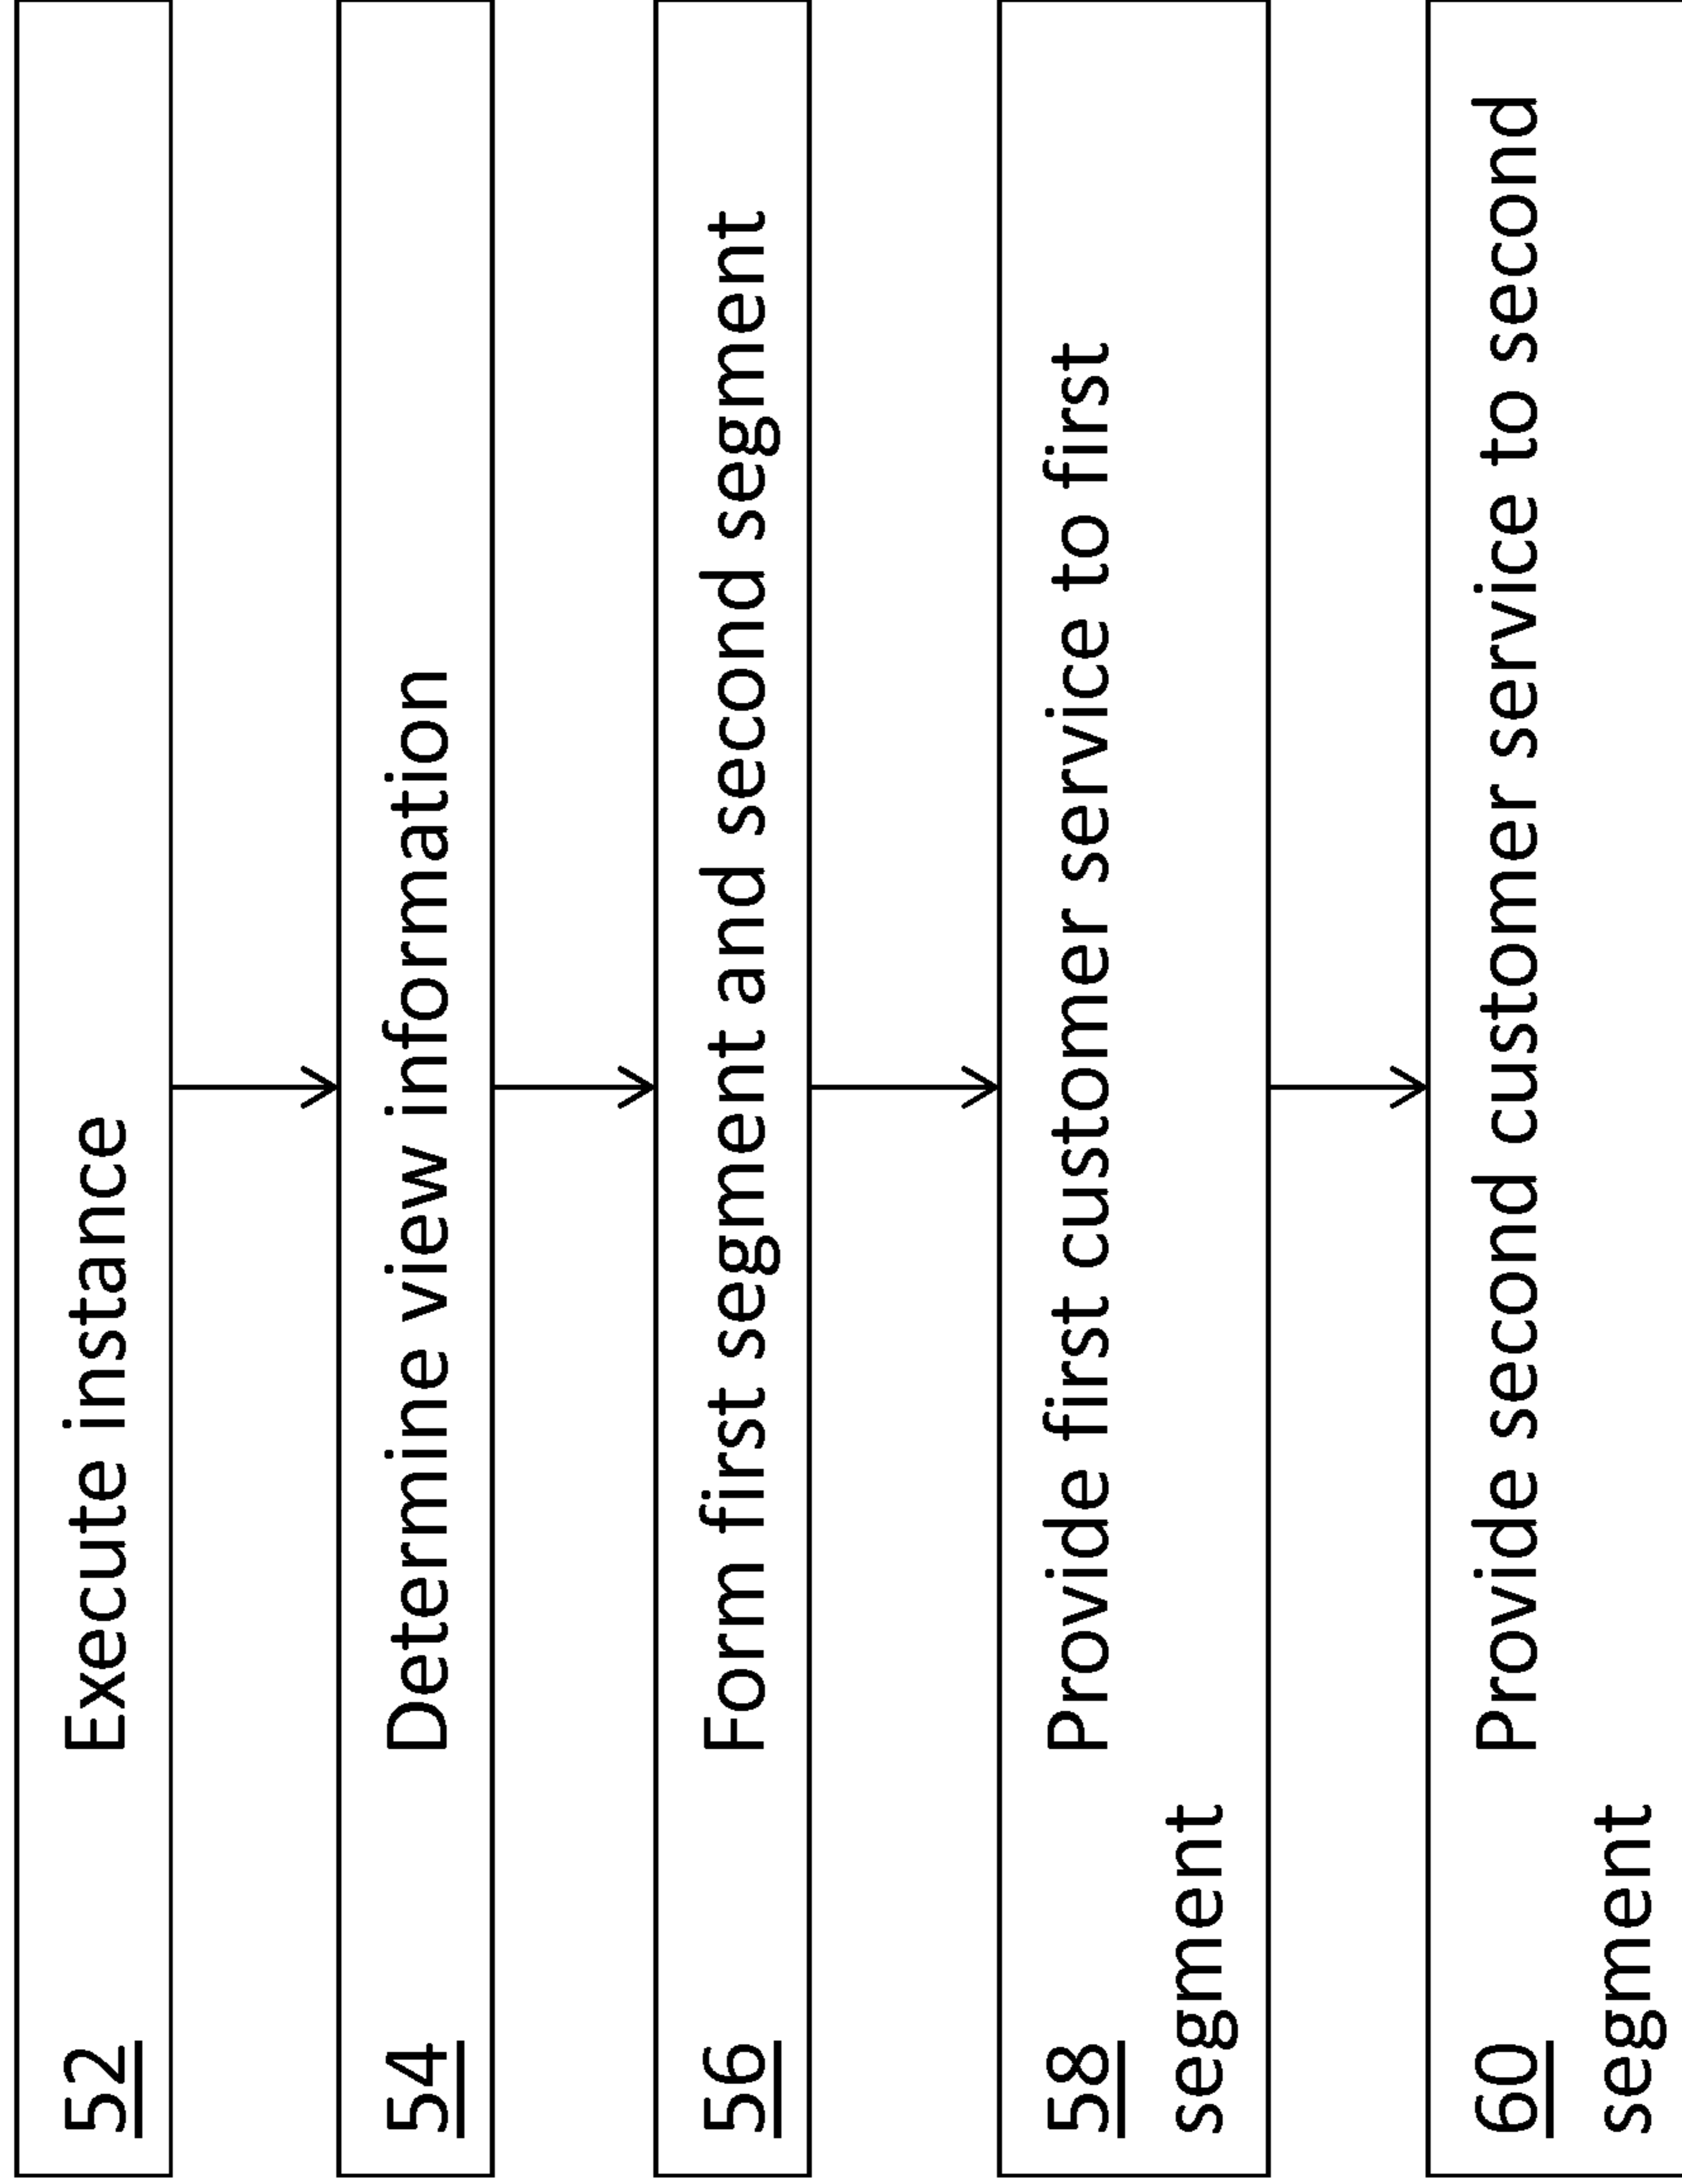 52 Execute instance
54 Determine view information
56 Form first segment and second segment
58 Provide first customer service to first
segment
60 Provide second customer service to second
segment